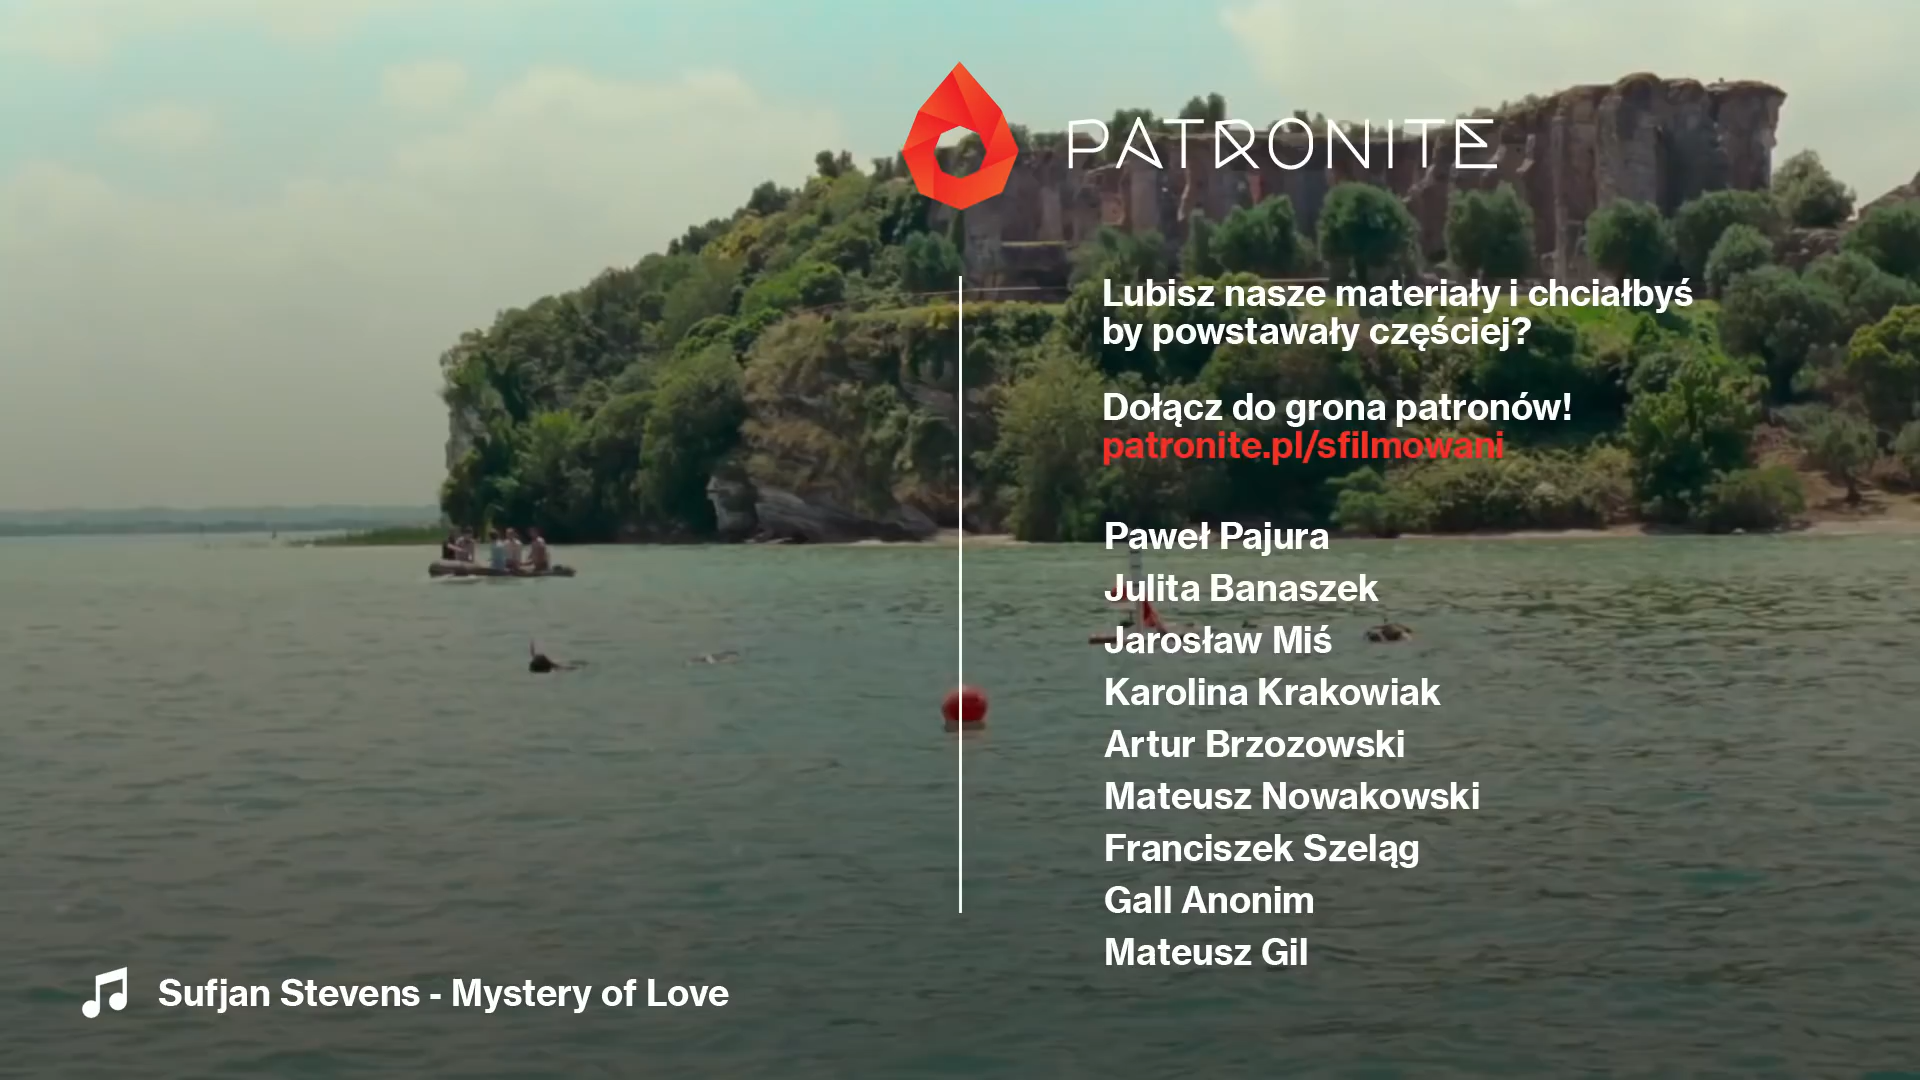 PATRONITE
Lubisz nasze materiały i chciałbyś
by powstawały częściej?
Dołącz do grona patronów!
patronite.pl/sfilmowani
Paweł Pajura
Julita Banaszek
Jarosław Miś
Karolina Krakowiak
Artur Brzozowski
Mateusz Nowakowski
Franciszek Szeląg
Gall Anonim
Mateusz Gil
Sufjan Stevens - Mystery of Love